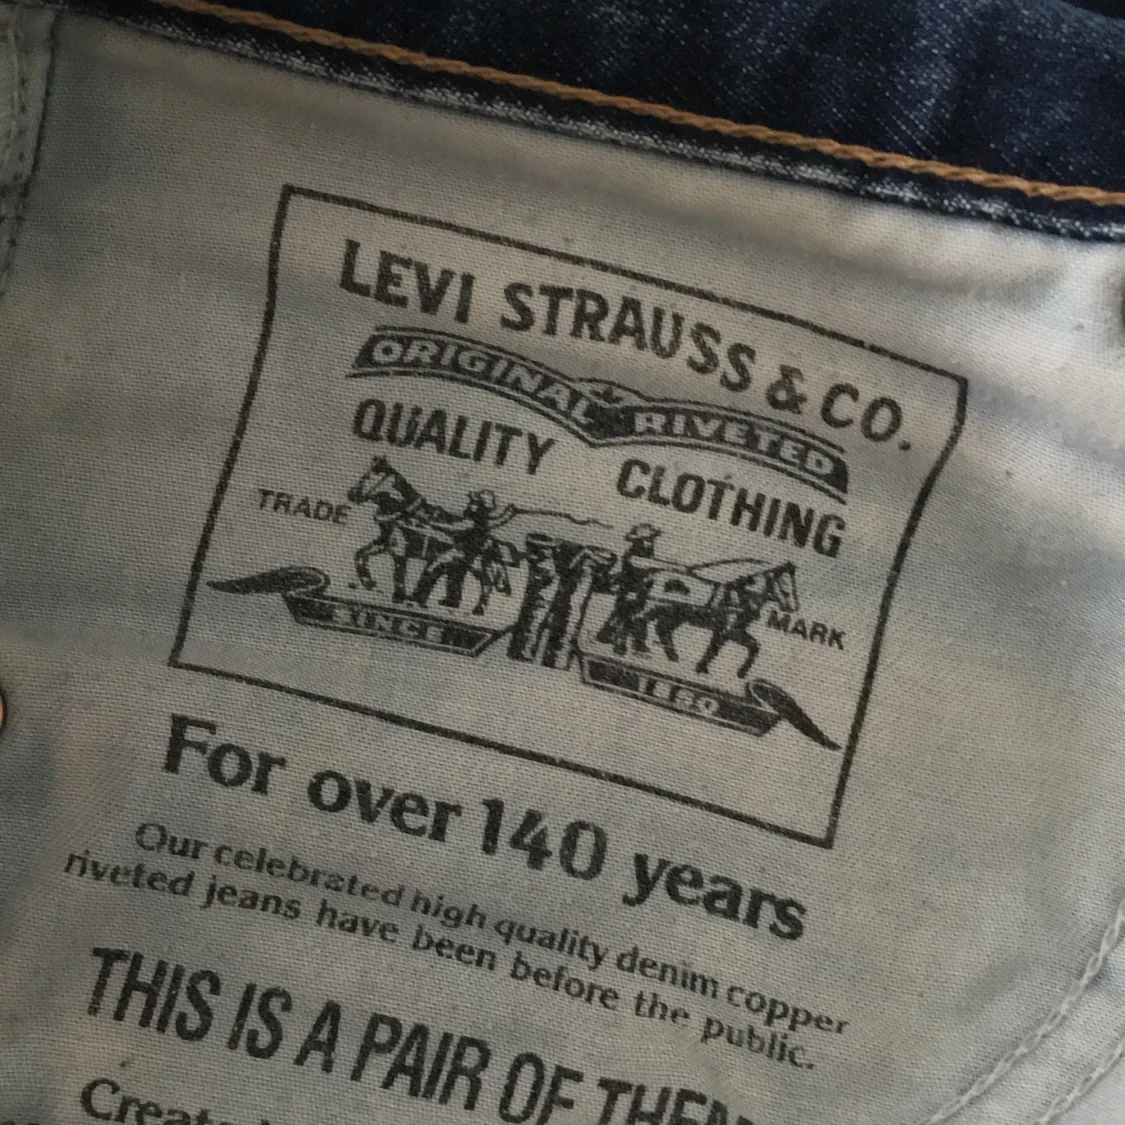 LEVI STRAUSS & CO.
ORIGINAL RIVETED
QUALITY CLOTHING
TRADE MARK
SINCE 1850
For over 140 years
Our celebrated high quality denim copper
riveted jeans have been before the public.
THIS IS A PAIR OF THEM